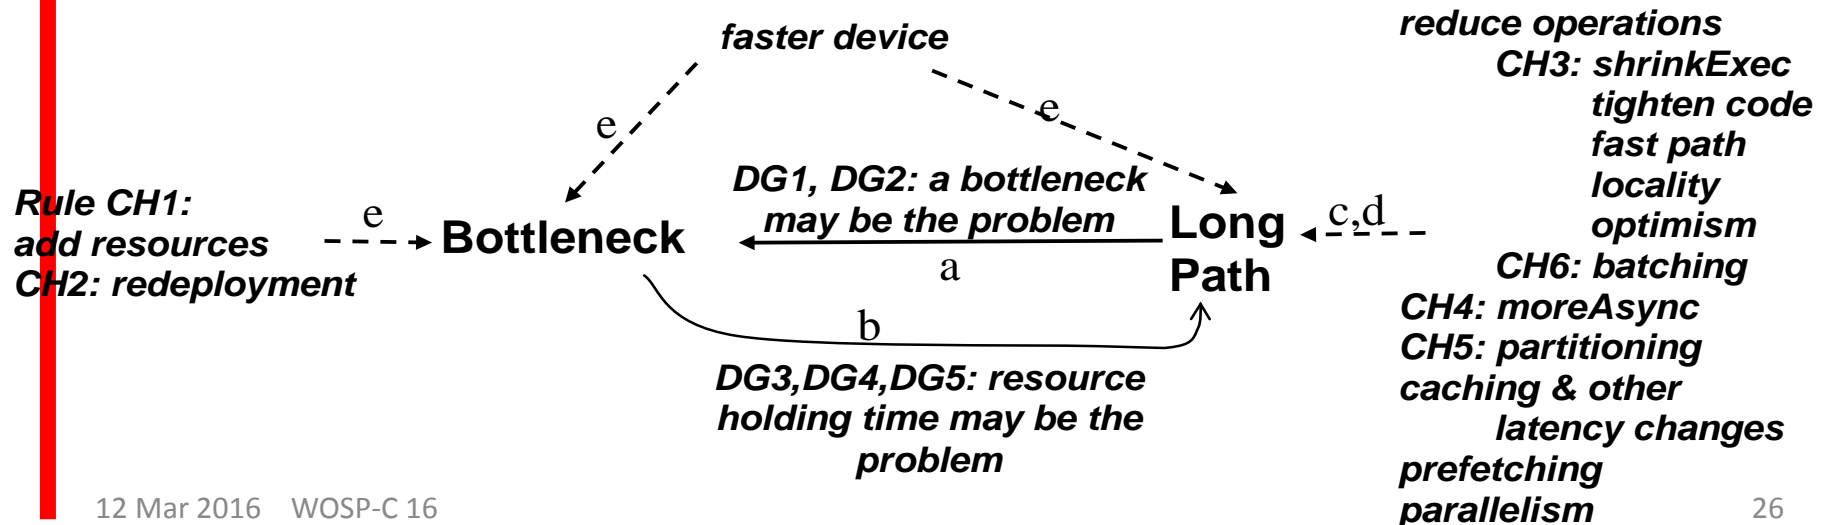 faster device
e
e
Rule CH1:
add resources
CH2: redeployment
e
Bottleneck
DG1, DG2: a bottleneck
may be the problem
a
Long
Path
b
DG3,DG4,DG5: resource
holding time may be the
problem
c,d
reduce operations
CH3: shrinkExec
tighten code
fast path
locality
optimism
CH6: batching
CH4: moreAsync
CH5: partitioning
caching & other
latency changes
prefetching
parallelism
12 Mar 2016 WOSP-C 16
26